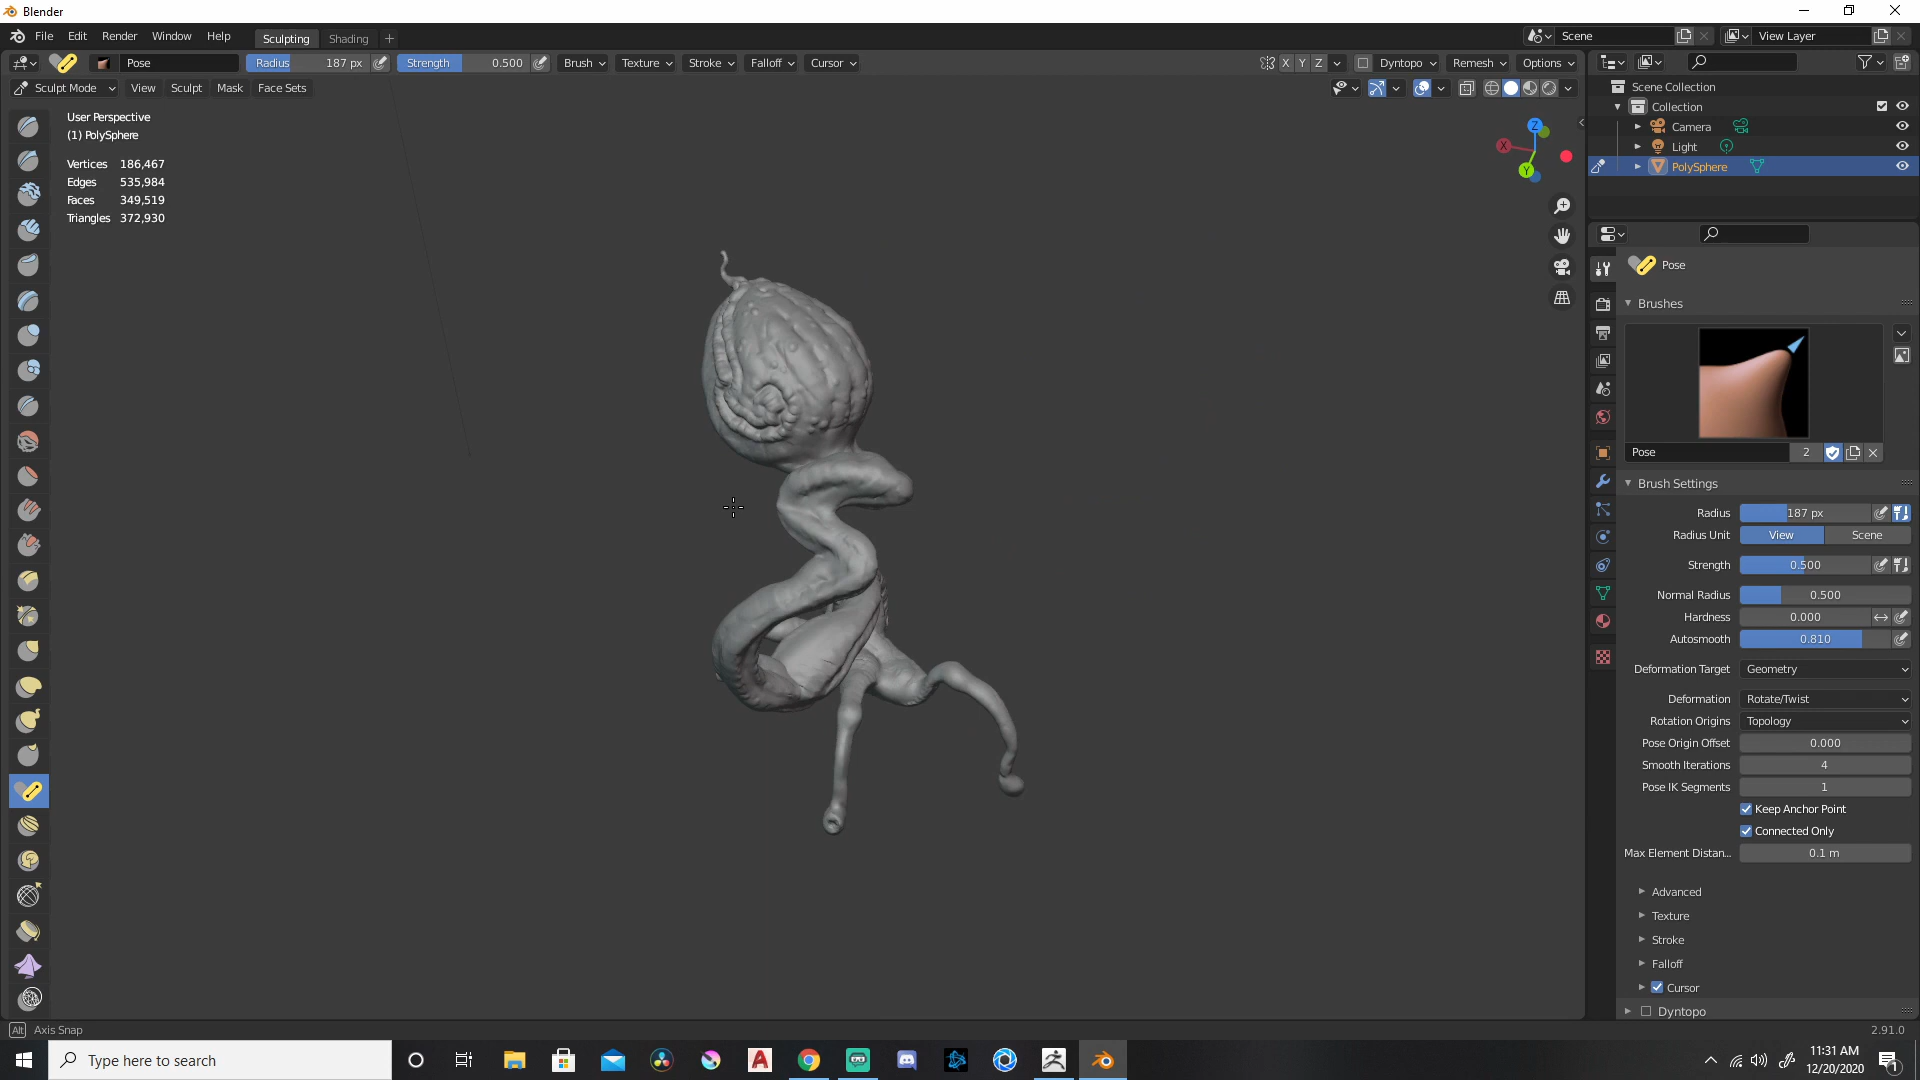 Blender
File Edit Render Window Help Sculpting Shading + Scene View Layer
Pose Radius 187 px Strength 0.500 Brush Texture Stroke Falloff Cursor X Y Z Dyntopo Remesh Options
Sculpt Mode View Sculpt Mask Face Sets
User Perspective
(1) PolySphere
Vertices 186,467
Edges 535,984
Faces 349,519
Triangles 372,930
Z
X
Y
Scene Collection
Collection
Camera
Light
PolySphere
Pose
Brushes
Pose 2
Brush Settings
Radius 187 px
Radius Unit View Scene
Strength 0.500
Normal Radius 0.500
Hardness 0.000
Autosmooth 0.810
Deformation Target Geometry
Deformation Rotate/Twist
Rotation Origins Topology
Pose Origin Offset 0.000
Smooth Iterations 4
Pose IK Segments 1
Keep Anchor Point
Connected Only
Max Element Distan... 0.1 m
Advanced
Texture
Stroke
Falloff
Cursor
Dyntopo
Alt Axis Snap 2.91.0
Type here to search
11:31 AM
12/20/2020
1